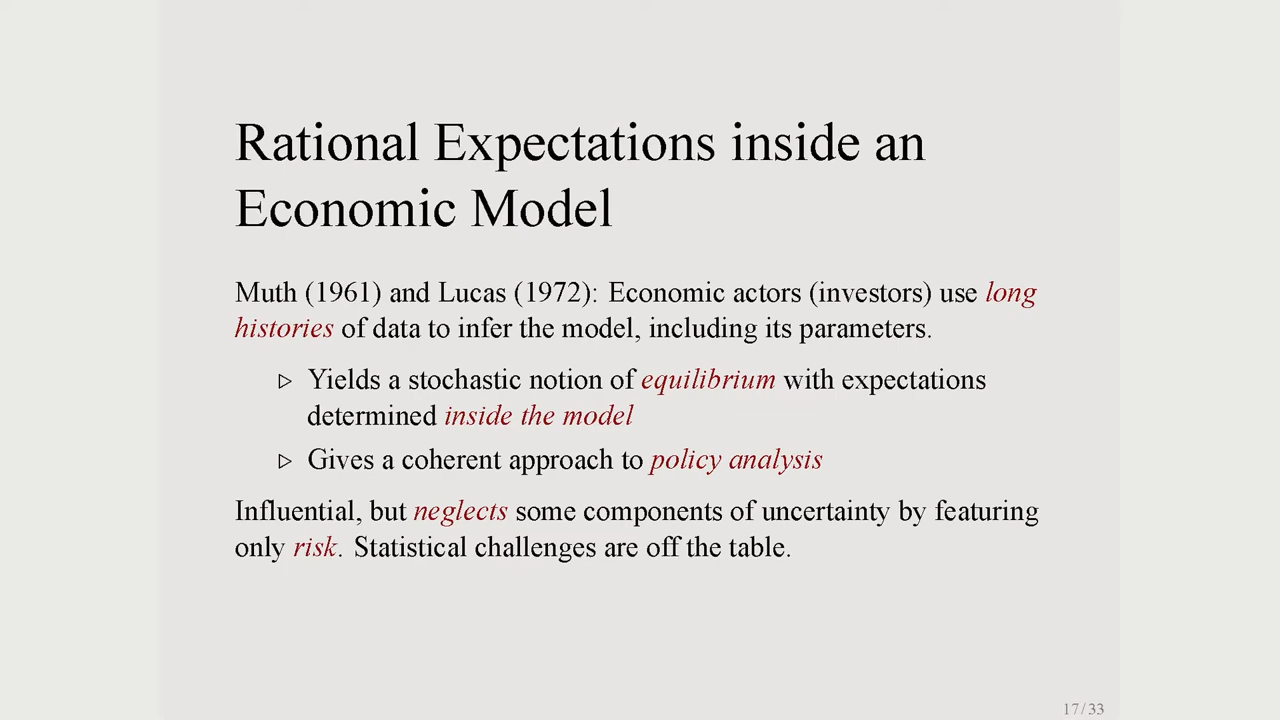 Rational Expectations inside an
Economic Model
Muth (1961) and Lucas (1972): Economic actors (investors) use long
histories of data to infer the model, including its parameters.
▷ Yields a stochastic notion of equilibrium with expectations
determined inside the model
▷ Gives a coherent approach to policy analysis
Influential, but neglects some components of uncertainty by featuring
only risk. Statistical challenges are off the table.
17/33